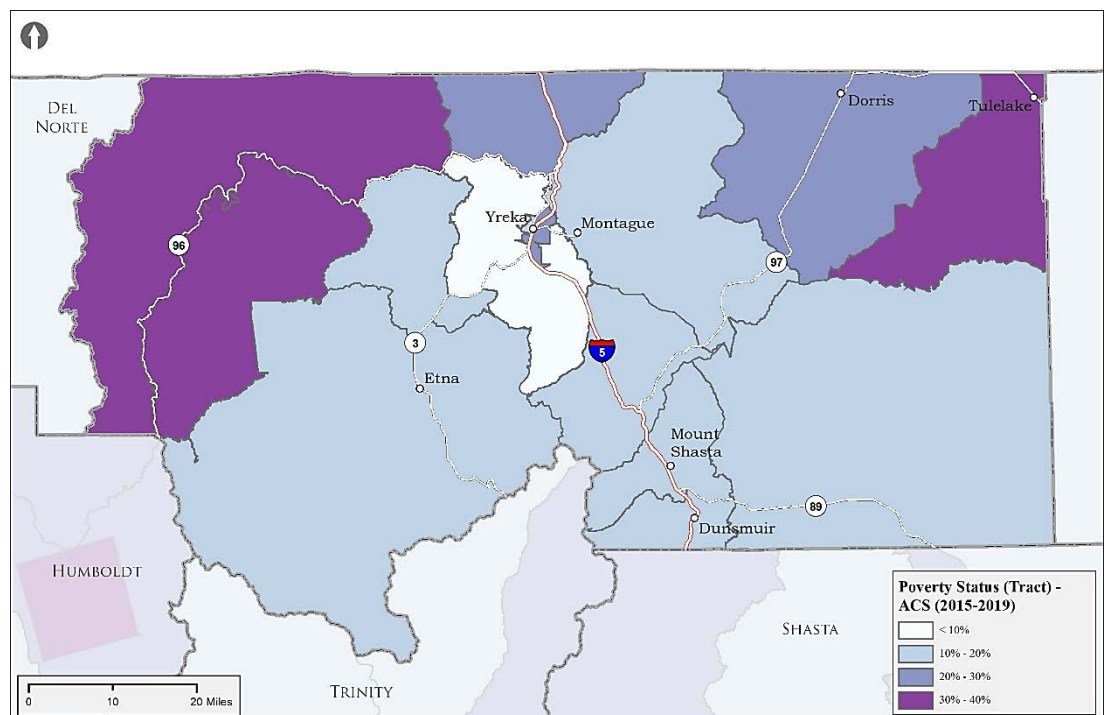 DEL
NORTE
Dorris
Tulelake
Yreka
Montague
96
97
3
5
Etna
Mount
Shasta
89
Dunsmuir
HUMBOLDT
SHASTA
TRINITY
Poverty Status (Tract) -
ACS (2015-2019)
< 10%
10% - 20%
20% - 30%
30% - 40%
0 10 20 Miles